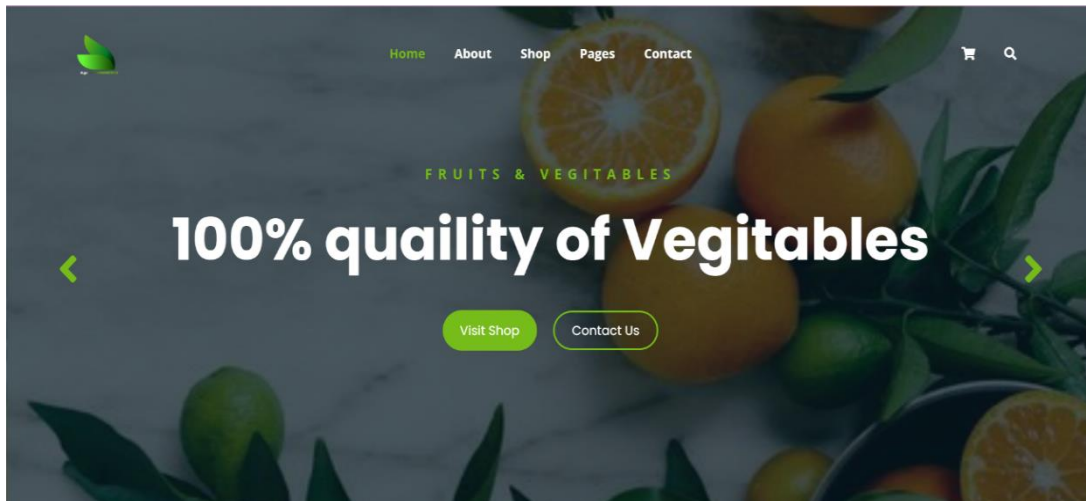 Home About Shop Pages Contact
FRUITS & VEGITABLES
100% quaility of Vegitables
Visit Shop Contact Us